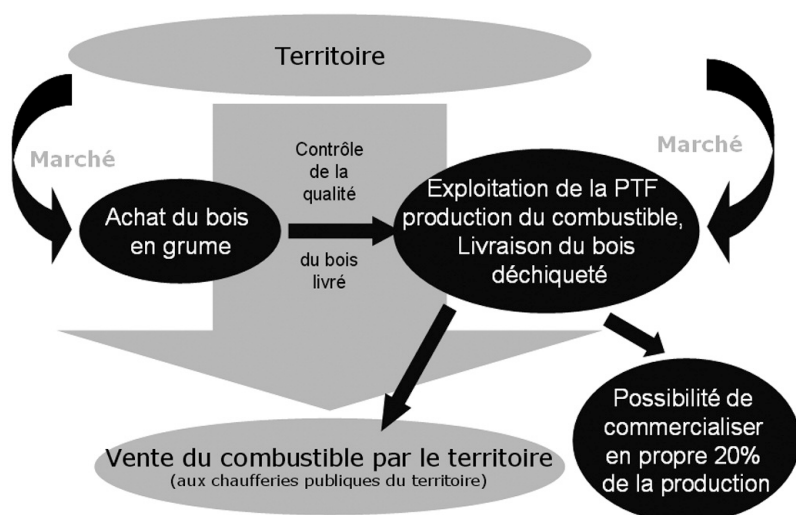 Territoire
Marché
Marché
Contrôle
de la
qualité
Achat du bois
en grume
du bois
livré
Exploitation de la PTF
production du combustible,
Livraison du bois
déchiqueté
Vente du combustible par le territoire
(aux chaufferies publiques du territoire)
Possibilité de
commercialiser
en propre 20%
de la production